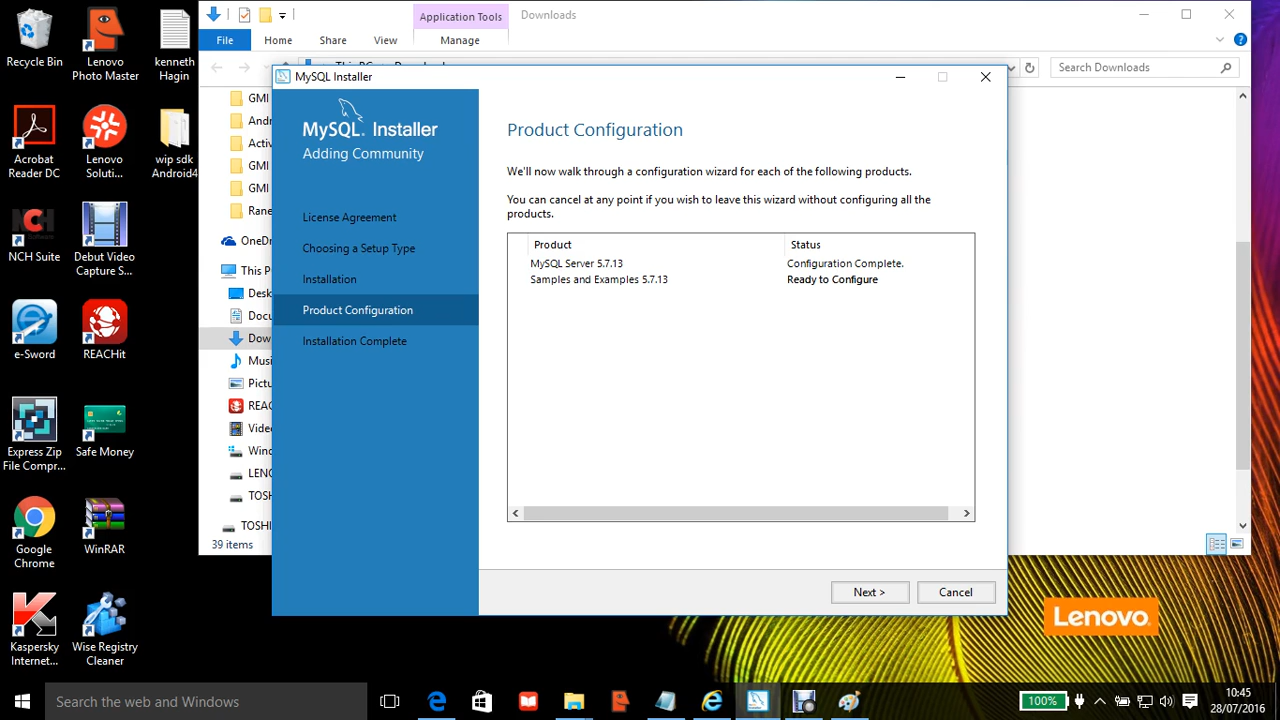 Recycle Bin
Lenovo
Photo Master
kenneth
Hagin
Acrobat
Reader DC
Lenovo
Soluti...
wip sdk
Android4
NCH Suite
Debut Video
Capture S...
e-Sword
REACHit
Express Zip
File Compr...
Safe Money
Google
Chrome
WinRAR
Kaspersky
Internet...
Wise Registry
Cleaner
Application Tools
Downloads
File
Home
Share
View
Manage
Search Downloads
GMI
Andr
Activ
GMI
GMI
Rane
OneDr
This P
Desk
Docu
Dow
Musi
Pictu
REAC
Video
Wind
LENO
TOSH
TOSHI
39 items
MySQL Installer
MySQL. Installer
Adding Community
License Agreement
Choosing a Setup Type
Installation
Product Configuration
Installation Complete
Product Configuration
We'll now walk through a configuration wizard for each of the following products.
You can cancel at any point if you wish to leave this wizard without configuring all the
products.
Product Status
MySQL Server 5.7.13 Configuration Complete.
Samples and Examples 5.7.13 Ready to Configure
Next >
Cancel
Lenovo
Search the web and Windows
100%
10:45
28/07/2016